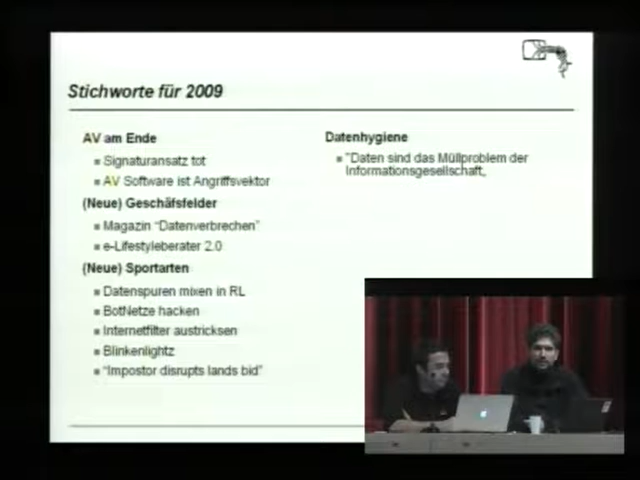 Stichworte für 2009
AV am Ende
Signaturansatz tot
AV Software ist Angriffsvektor
(Neue) Geschäfsfelder
Magazin "Datenverbrechen"
e-Lifestyleberater 2.0
(Neue) Sportarten
Datenspuren mixen in RL
BotNetze hacken
Internetfilter austricksen
Blinkenlightz
"Impostor disrupts lands bid"
Datenhygiene
"Daten sind das Müllproblem der
Informationsgesellschaft„